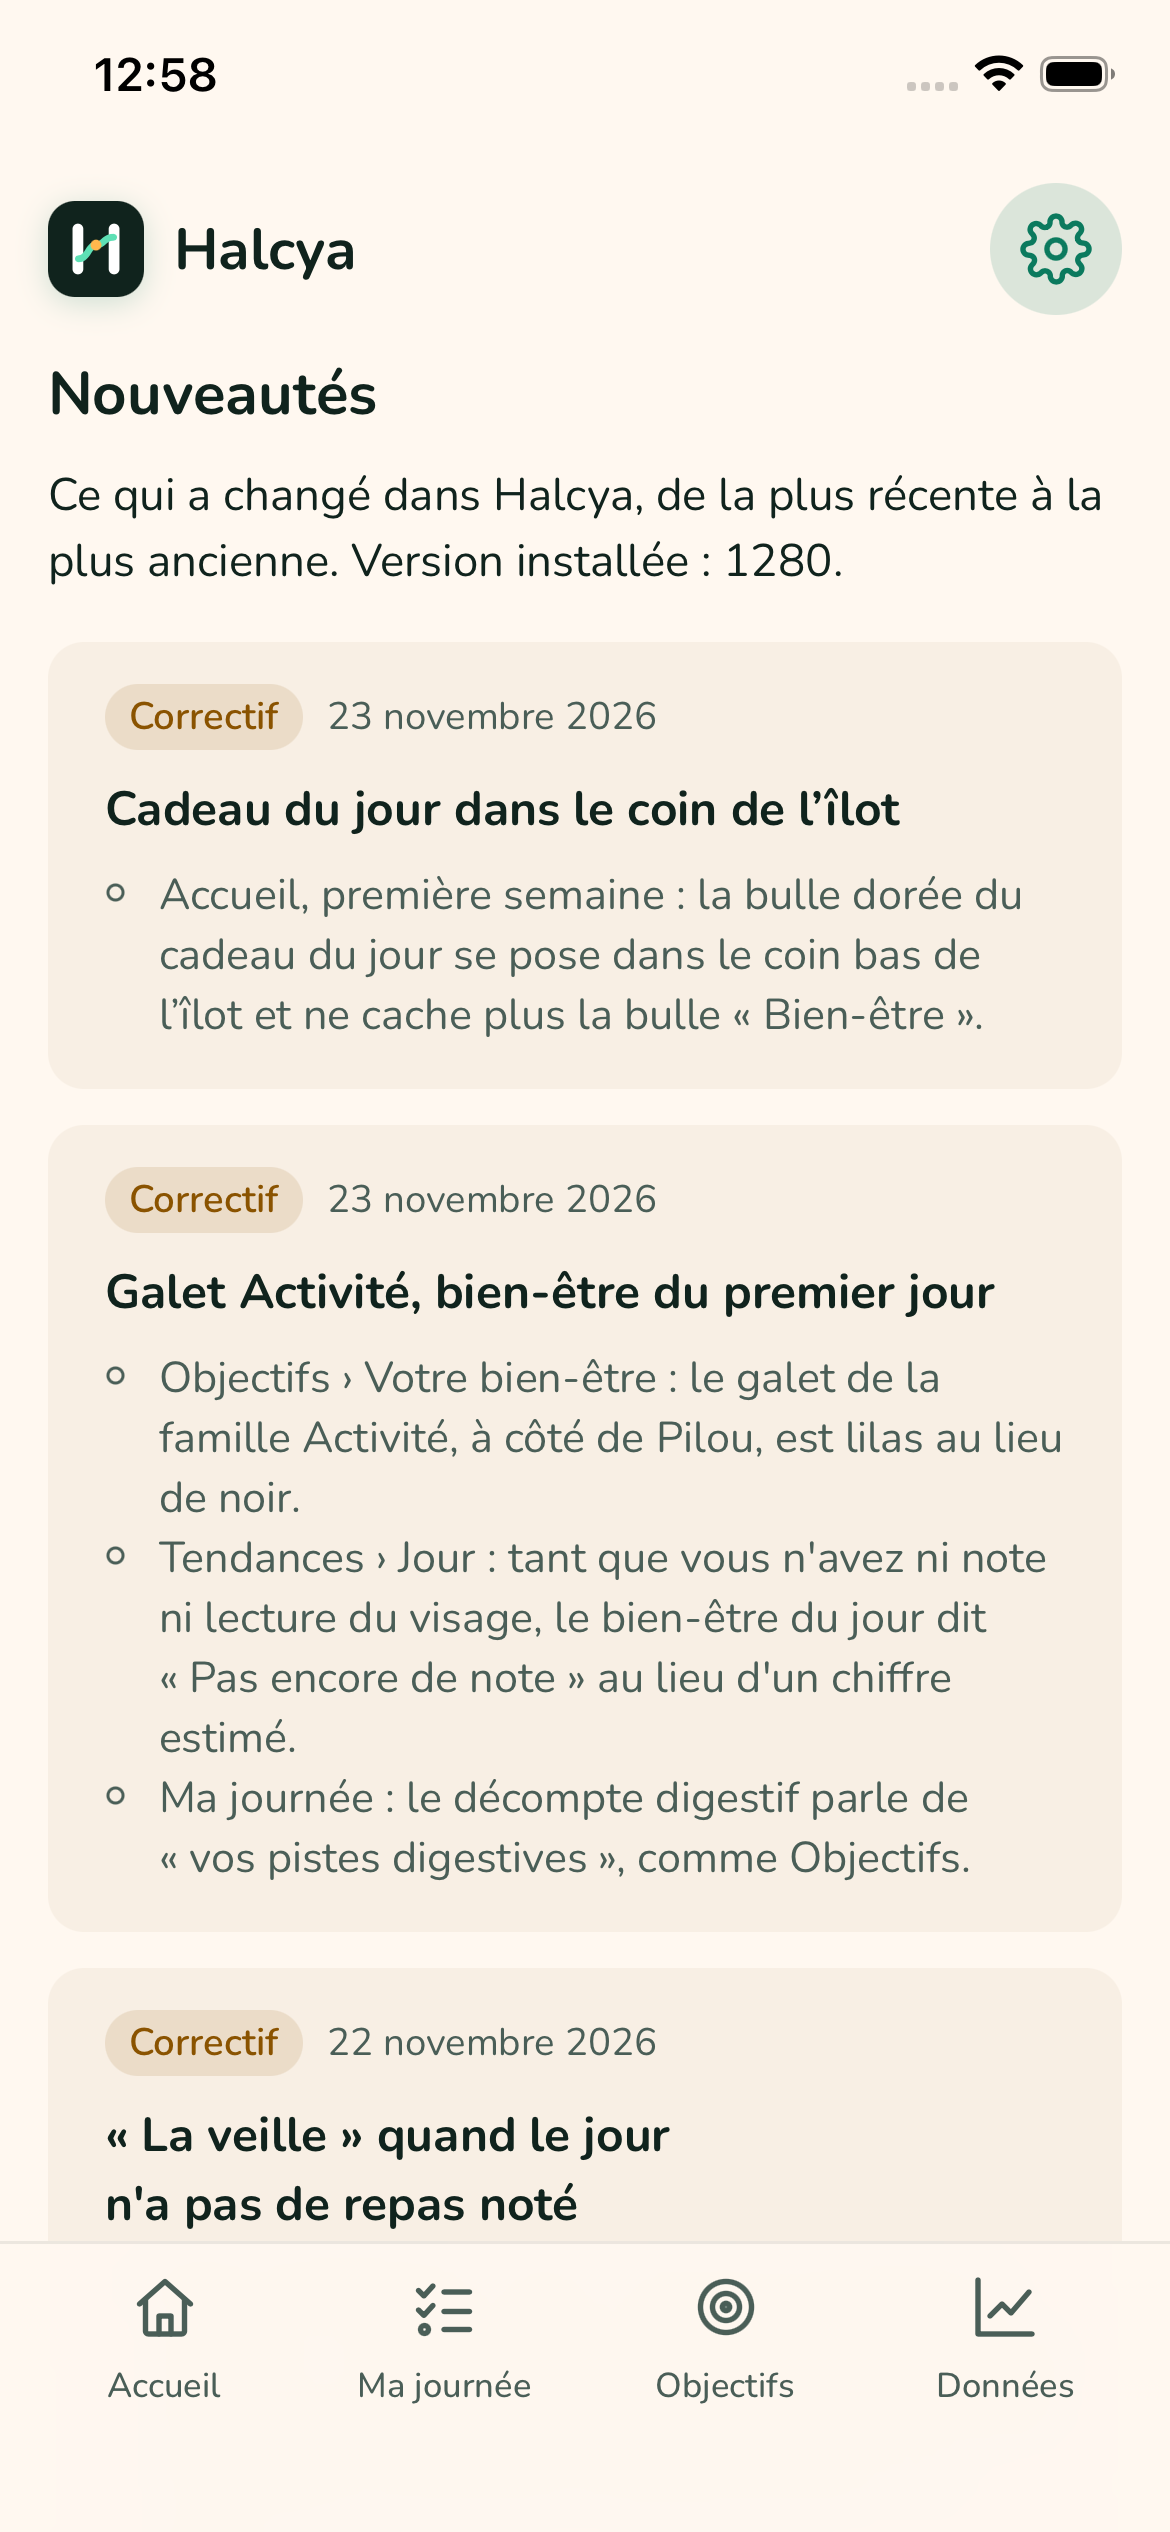 12:58
Halcya
Nouveautés
Ce qui a changé dans Halcya, de la plus récente à la
plus ancienne. Version installée : 1280.
Correctif 23 novembre 2026
Cadeau du jour dans le coin de l’îlot
Accueil, première semaine : la bulle dorée du
cadeau du jour se pose dans le coin bas de
l’îlot et ne cache plus la bulle « Bien-être ».
Correctif 23 novembre 2026
Galet Activité, bien-être du premier jour
Objectifs › Votre bien-être : le galet de la
famille Activité, à côté de Pilou, est lilas au lieu
de noir.
Tendances › Jour : tant que vous n'avez ni note
ni lecture du visage, le bien-être du jour dit
« Pas encore de note » au lieu d'un chiffre
estimé.
Ma journée : le décompte digestif parle de
« vos pistes digestives », comme Objectifs.
Correctif 22 novembre 2026
« La veille » quand le jour
n'a pas de repas noté
Accueil Ma journée Objectifs Données